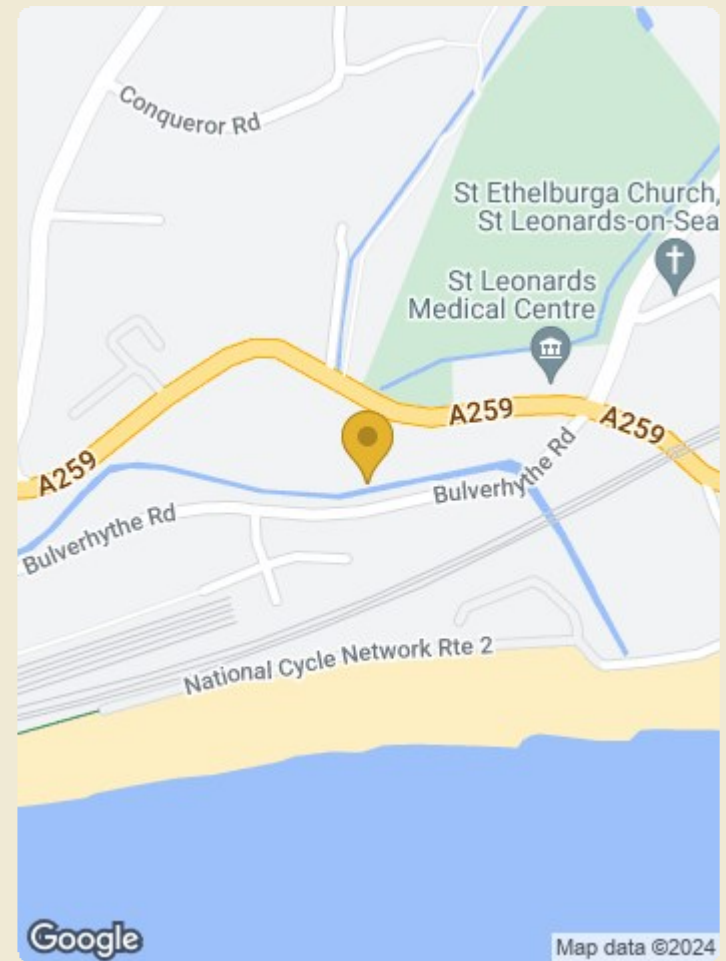 Conqueror Rd
St Ethelburga Church,
St Leonards-on-Sea
St Leonards
Medical Centre
A259
A259
A259
Bulverhythe Rd
Bulverhythe Rd
National Cycle Network Rte 2
Google
Map data ©2024